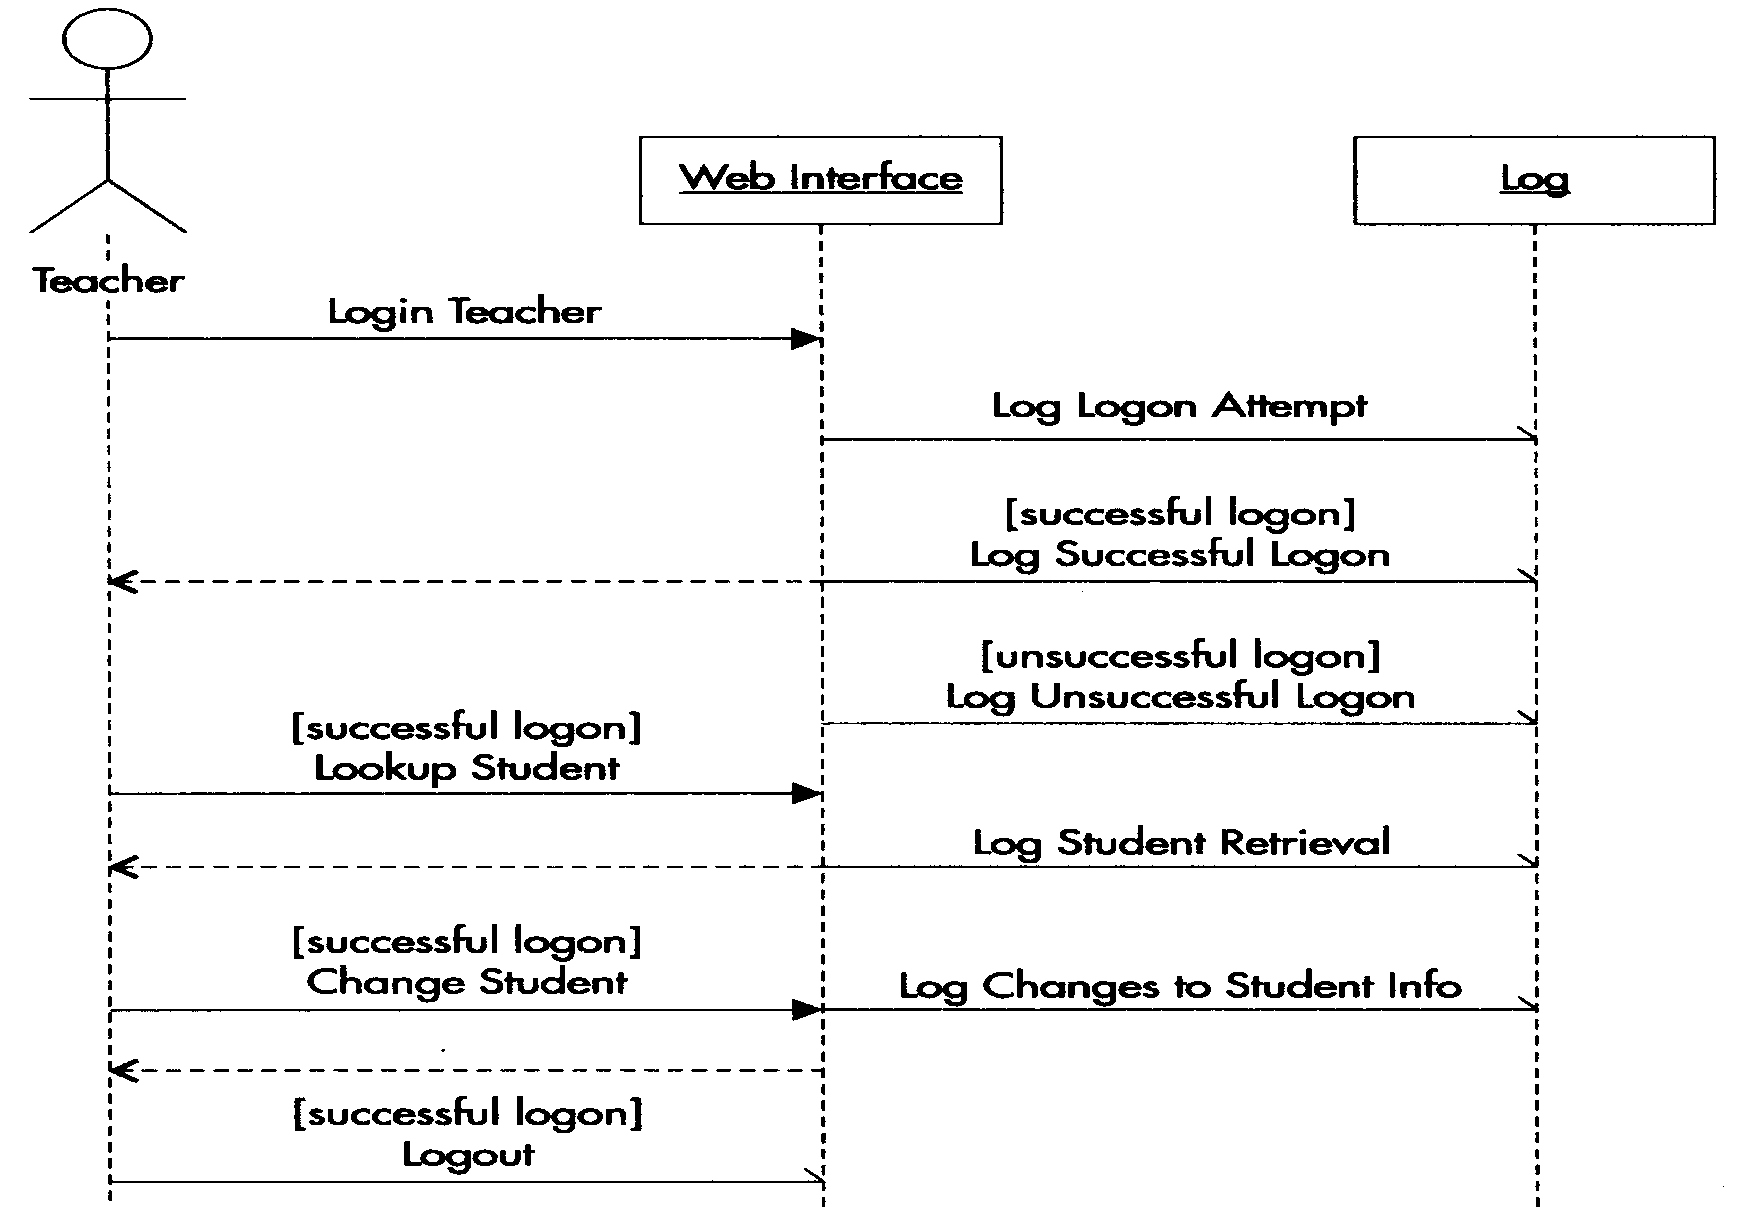 Web Interface
Log
Teacher
Login Teacher
Log Logon Attempt
[successful logon]
Log Successful Logon
[unsuccessful logon]
Log Unsuccessful Logon
[successful logon]
Lookup Student
Log Student Retrieval
[successful logon]
Change Student
Log Changes to Student Info
[successful logon]
Logout